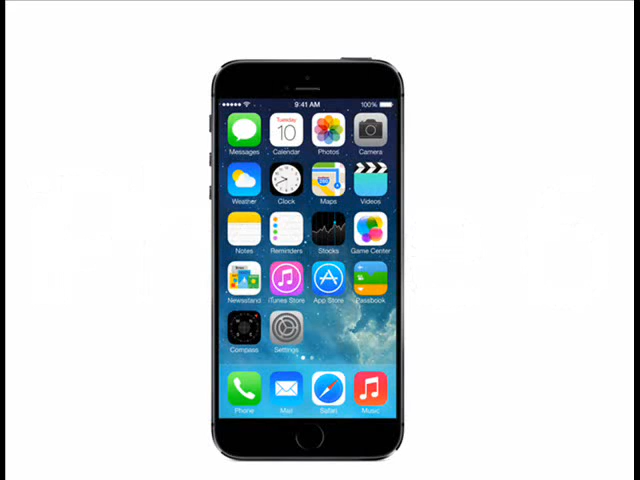 9:41 AM 100%
Tuesday
10
Messages Calendar Photos Camera
280
Weather Clock Maps Videos
Notes Reminders Stocks Game Center
Newsstand iTunes Store App Store Passbook
Compass Settings
Phone Mail Safari Music